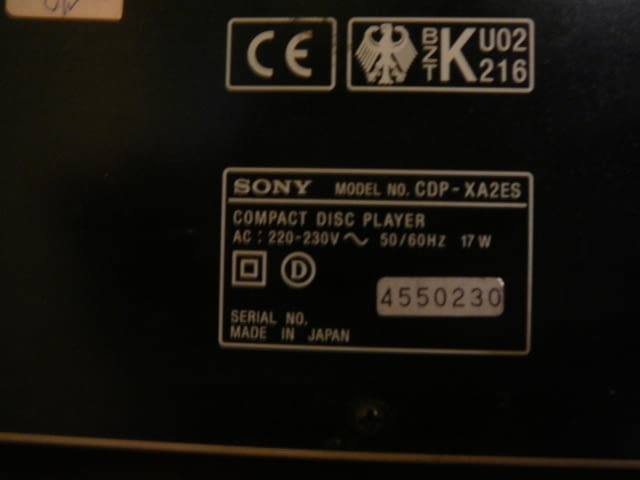 CE
BZT K U02 216
SONY MODEL NO. CDP-XA2ES
COMPACT DISC PLAYER
AC : 220-230V ~ 50/60HZ 17 W
D
4550230
SERIAL NO.
MADE IN JAPAN